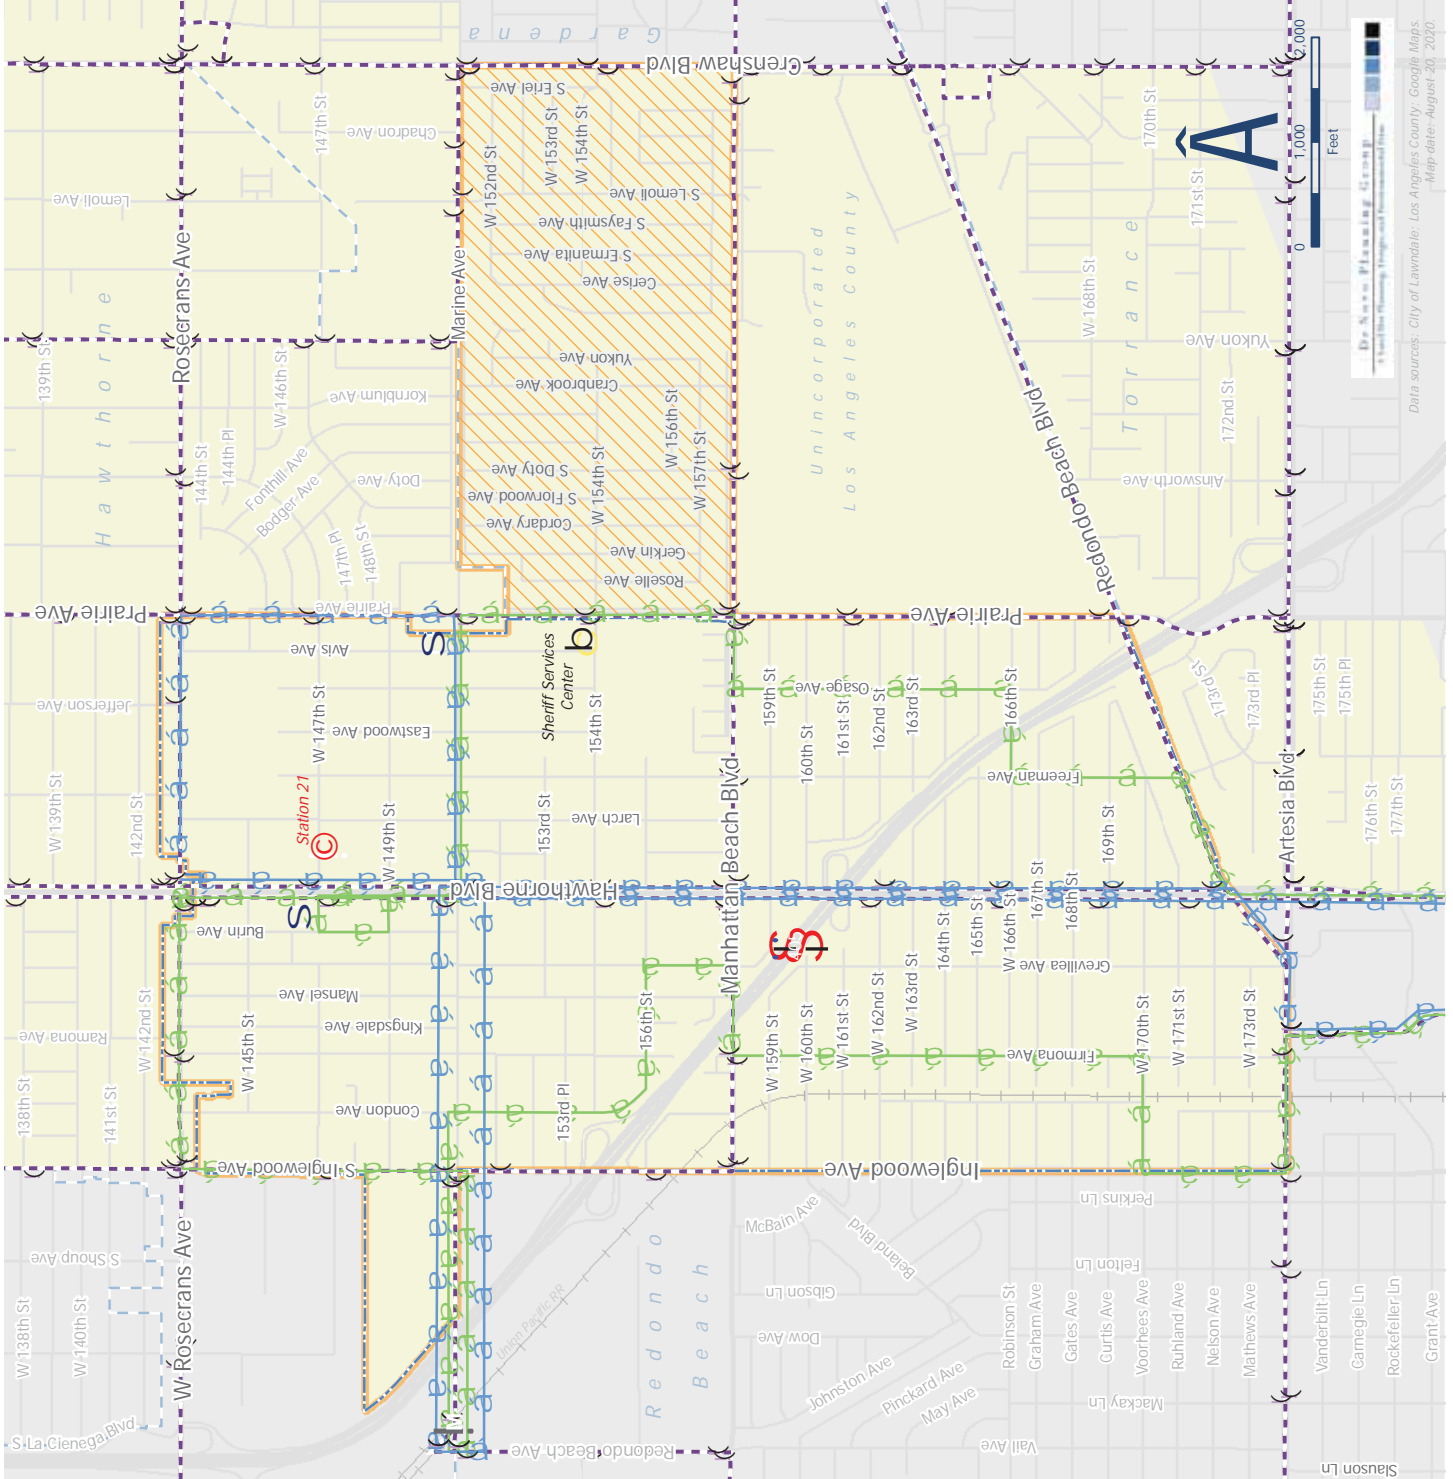 Gardena
Crenshaw Blvd
147th St
Chadron Ave
S Eriel Ave
W 153rd St
W 154th St
W 152nd St
170th St
171st St
Lemoli Ave
S Lemoli Ave
S Faysmith Ave
S Ermanita Ave
Cerise Ave
Rosecrans Ave
Marine Ave
Hawthorne
Unincorporated
Los Angeles County
Torrance
W 168th St
Yukon Ave
139th St
W 146th St
Kornblum Ave
Yukon Ave
Cranbrook Ave
W 156th St
W 157th St
172nd St
Redondo Beach Blvd
144th St
144th Pl
Fonthill Ave
Bodger Ave
Doty Ave
S Doty Ave
S Florwood Ave
W 154th St
Cordary Ave
Ainsworth Ave
147th Pl
148th St
Gerkin Ave
Roselle Ave
Prairie Ave
Prairie Ave
Prairie Ave
Avis Ave
Sheriff Services
Center
154th St
Jefferson Ave
W 147th St
Eastwood Ave
159th St
Osage Ave
160th St
161st St
162nd St
163rd St
166th St
173rd St
173rd Pl
175th St
175th Pl
W 139th St
142nd St
Station 21
W 149th St
153rd St
Larch Ave
Manhattan Beach Blvd
Freeman Ave
169th St
Artesia Blvd
176th St
177th St
Hawthorne Blvd
Burin Ave
164th St
165th St
W 166th St
167th St
168th St
Grevillea Ave
Mansel Ave
Kingsdale Ave
Ramona Ave
W 142nd St
W 145th St
156th St
W 159th St
W 160th St
W 161st St
W 162nd St
W 163rd St
Firmona Ave
W 170th St
W 171st St
W 173rd St
138th St
141st St
Condon Ave
153rd Pl
S Inglewood Ave
Inglewood Ave
Perkins Ln
S Shoup Ave
W Rosecrans Ave
W 138th St
W 140th St
S La Cienega Blvd
Union Pacific RR
Redondo
Beach
Redondo Beach Ave
McBain Ave
Beland Blvd
Gibson Ln
Dow Ave
Johnston Ave
Pinckard Ave
May Ave
Vail Ave
Felton Ln
Mackay Ln
Robinson St
Graham Ave
Gates Ave
Curtis Ave
Voorhees Ave
Ruhland Ave
Nelson Ave
Mathews Ave
Vanderbilt Ln
Carnegie Ln
Rockefeller Ln
Grant Ave
Slauson Ln
0 1,000 2,000
Feet
De Novo Planning Group
Data sources: City of Lawndale; Los Angeles County; Google Maps.
Map date: August 20, 2020.